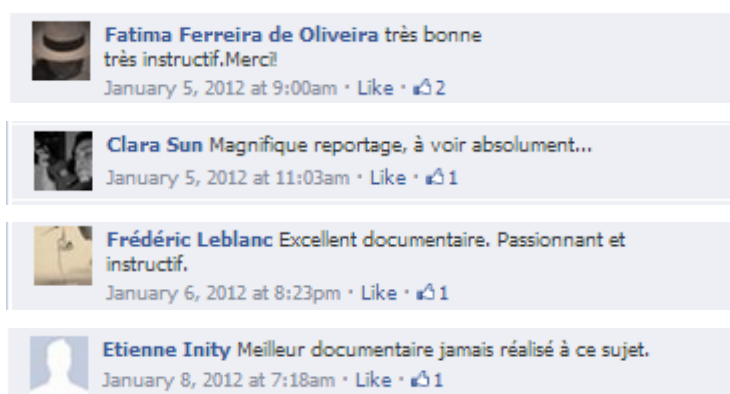 Fatima Ferreira de Oliveira très bonne
très instructif.Merci!
January 5, 2012 at 9:00am · Like · 2
Clara Sun Magnifique reportage, à voir absolument...
January 5, 2012 at 11:03am · Like · 1
Frédéric Leblanc Excellent documentaire. Passionnant et
instructif.
January 6, 2012 at 8:23pm · Like · 1
Etienne Inity Meilleur documentaire jamais réalisé à ce sujet.
January 8, 2012 at 7:18am · Like · 1